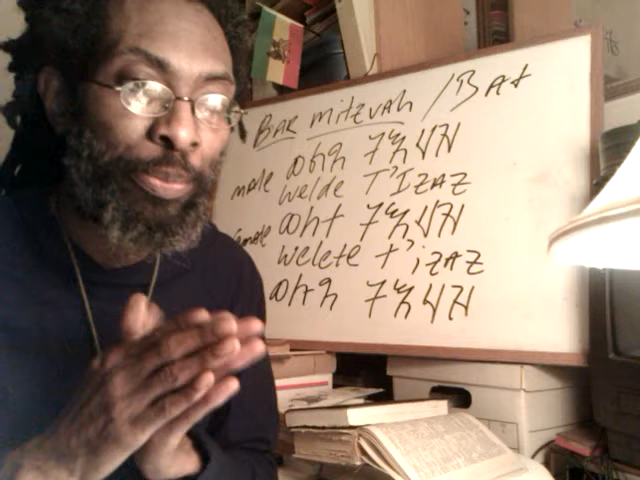 BAR mitzvah / BAt
male ወልደ ትእዛዝ
welde T'IZAZ
female ወለተ ትእዛዝ
welete t'izAZ
ወልደ ትእዛዝ